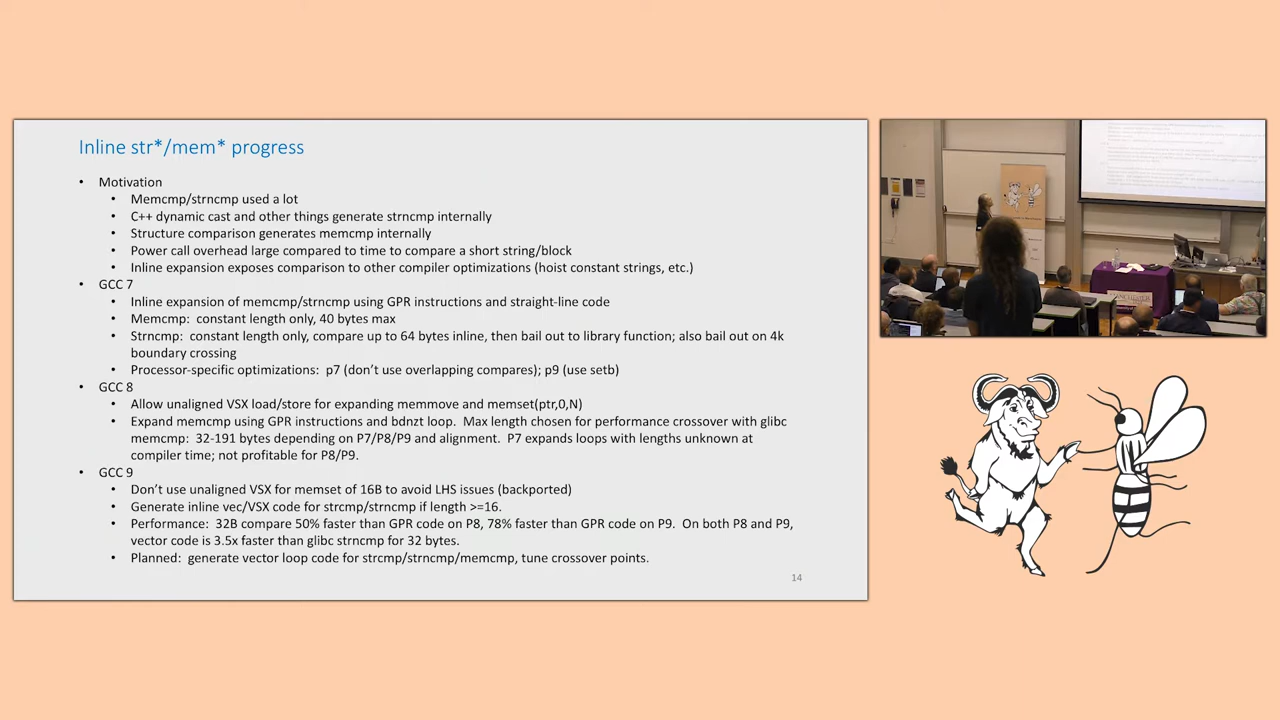 Inline str*/mem* progress
• Motivation
• Memcmp/strncmp used a lot
• C++ dynamic cast and other things generate strncmp internally
• Structure comparison generates memcmp internally
• Power call overhead large compared to time to compare a short string/block
• Inline expansion exposes comparison to other compiler optimizations (hoist constant strings, etc.)
• GCC 7
• Inline expansion of memcmp/strncmp using GPR instructions and straight-line code
• Memcmp: constant length only, 40 bytes max
• Strncmp: constant length only, compare up to 64 bytes inline, then bail out to library function; also bail out on 4k
boundary crossing
• Processor-specific optimizations: p7 (don't use overlapping compares); p9 (use setb)
• GCC 8
• Allow unaligned VSX load/store for expanding memmove and memset(ptr,0,N)
• Expand memcmp using GPR instructions and bdnzt loop. Max length chosen for performance crossover with glibc
memcmp: 32-191 bytes depending on P7/P8/P9 and alignment. P7 expands loops with lengths unknown at
compiler time; not profitable for P8/P9.
• GCC 9
• Don't use unaligned VSX for memset of 16B to avoid LHS issues (backported)
• Generate inline vec/VSX code for strcmp/strncmp if length >=16.
• Performance: 32B compare 50% faster than GPR code on P8, 78% faster than GPR code on P9. On both P8 and P9,
vector code is 3.5x faster than glibc strncmp for 32 bytes.
• Planned: generate vector loop code for strcmp/strncmp/memcmp, tune crossover points.
14